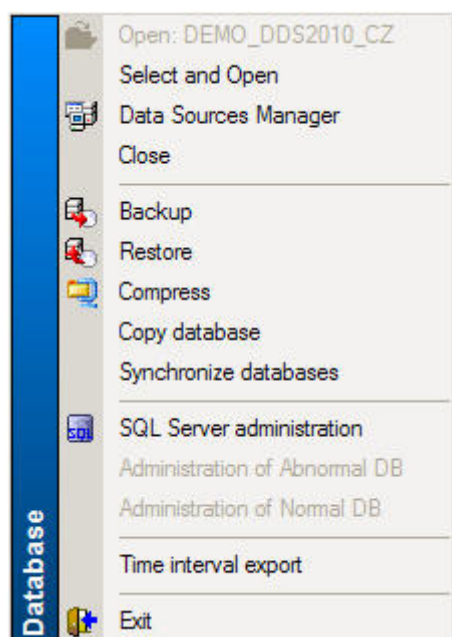 Open: DEMO_DDS2010_CZ
Select and Open
Data Sources Manager
Close
Backup
Restore
Compress
Copy database
Synchronize databases
SQL
SQL Server administration
Administration of Abnormal DB
Administration of Normal DB
Time interval export
Exit
Database